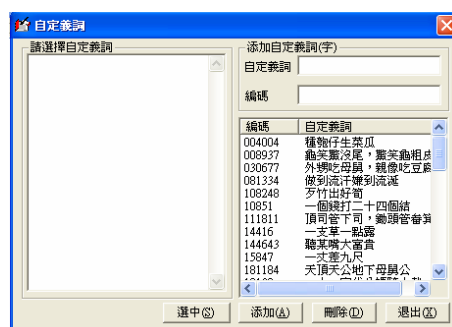 自定義詞
請選擇自定義詞
添加自定義詞(字)
自定義詞
編碼
編碼 自定義詞
004004 種匏仔生菜瓜
008937 龜笑鱉沒尾,鱉笑龜粗皮
030677 外甥吃母舅,親像吃豆腐
081334 做到流汗嫌到流涎
108248 歹竹出好筍
10851 一個錢打二十四個結
111811 頂司管下司,鋤頭管畚箕
14416 一支草一點露
144643 聽某嘴大富貴
15847 一丈差九尺
181184 天頂天公地下母舅公
選中(S) 添加(A) 刪除(D) 退出(X)